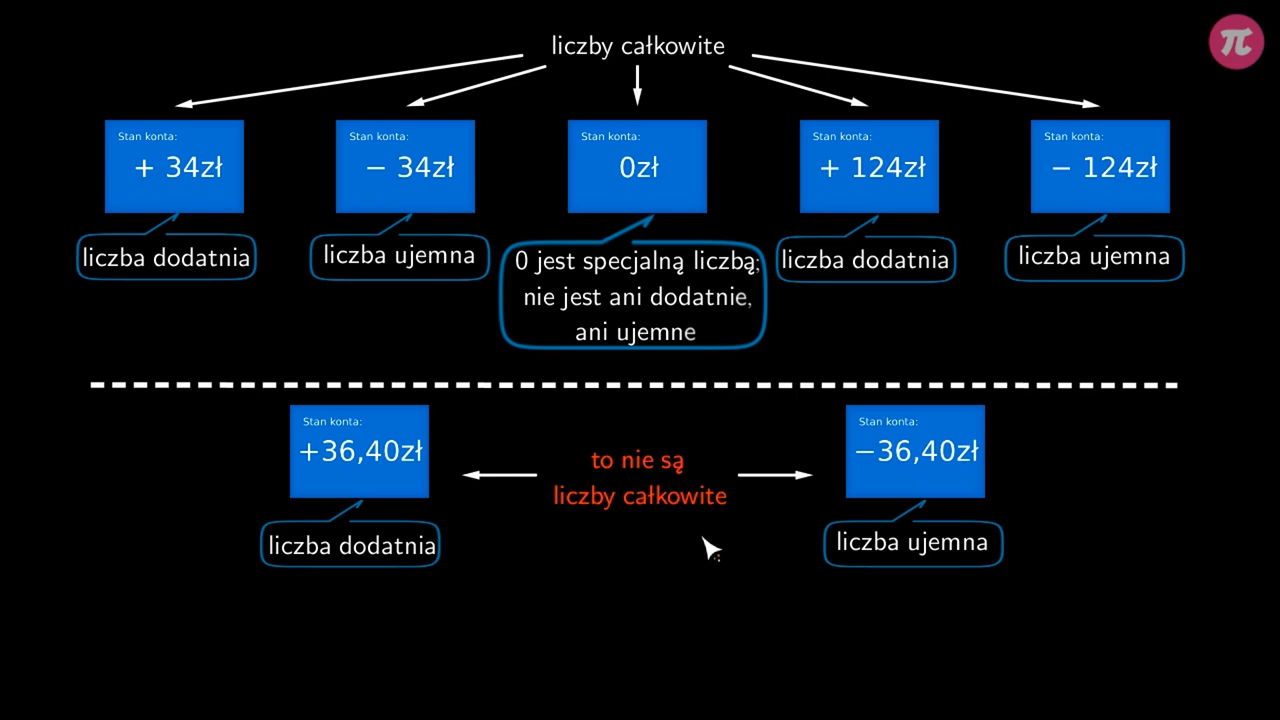 liczby całkowite
Stan konta:
+ 34zł
Stan konta:
− 34zł
Stan konta:
0zł
Stan konta:
+ 124zł
Stan konta:
− 124zł
liczba dodatnia
liczba ujemna
0 jest specjalną liczbą;
nie jest ani dodatnie,
ani ujemne
liczba dodatnia
liczba ujemna
Stan konta:
+36,40zł
to nie są
liczby całkowite
Stan konta:
−36,40zł
liczba dodatnia
liczba ujemna
π